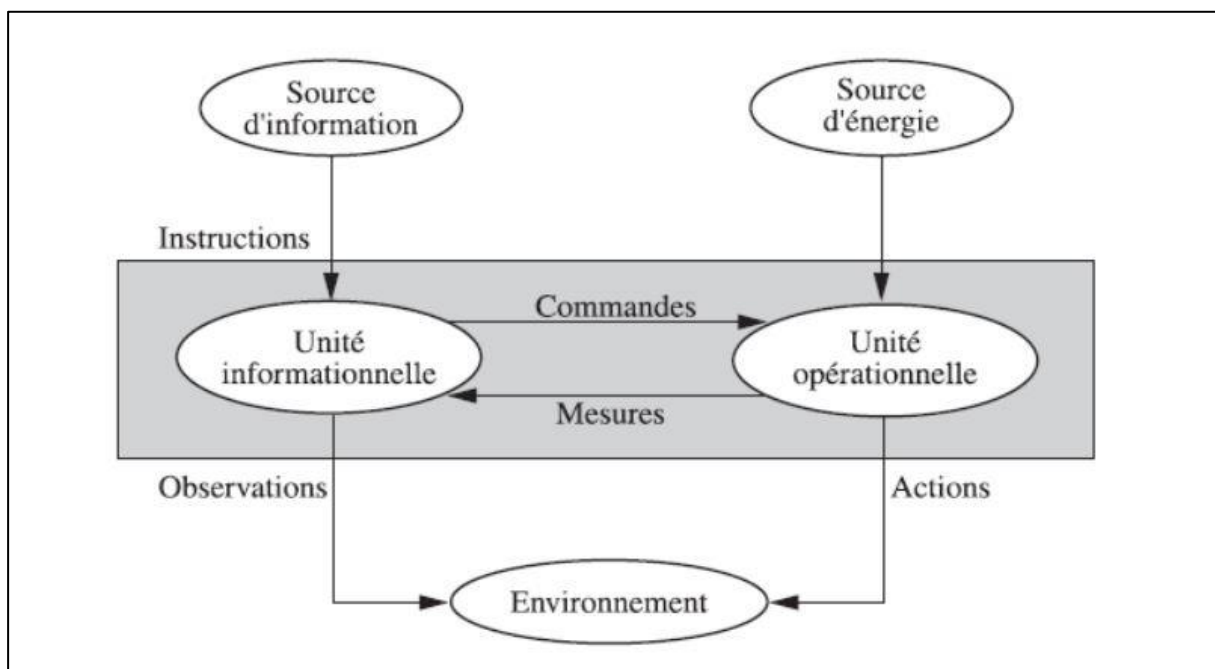 Source
d'information
Source
d'énergie
Instructions
Commandes
Unité
informationnelle
Unité
opérationnelle
Mesures
Observations
Actions
Environnement